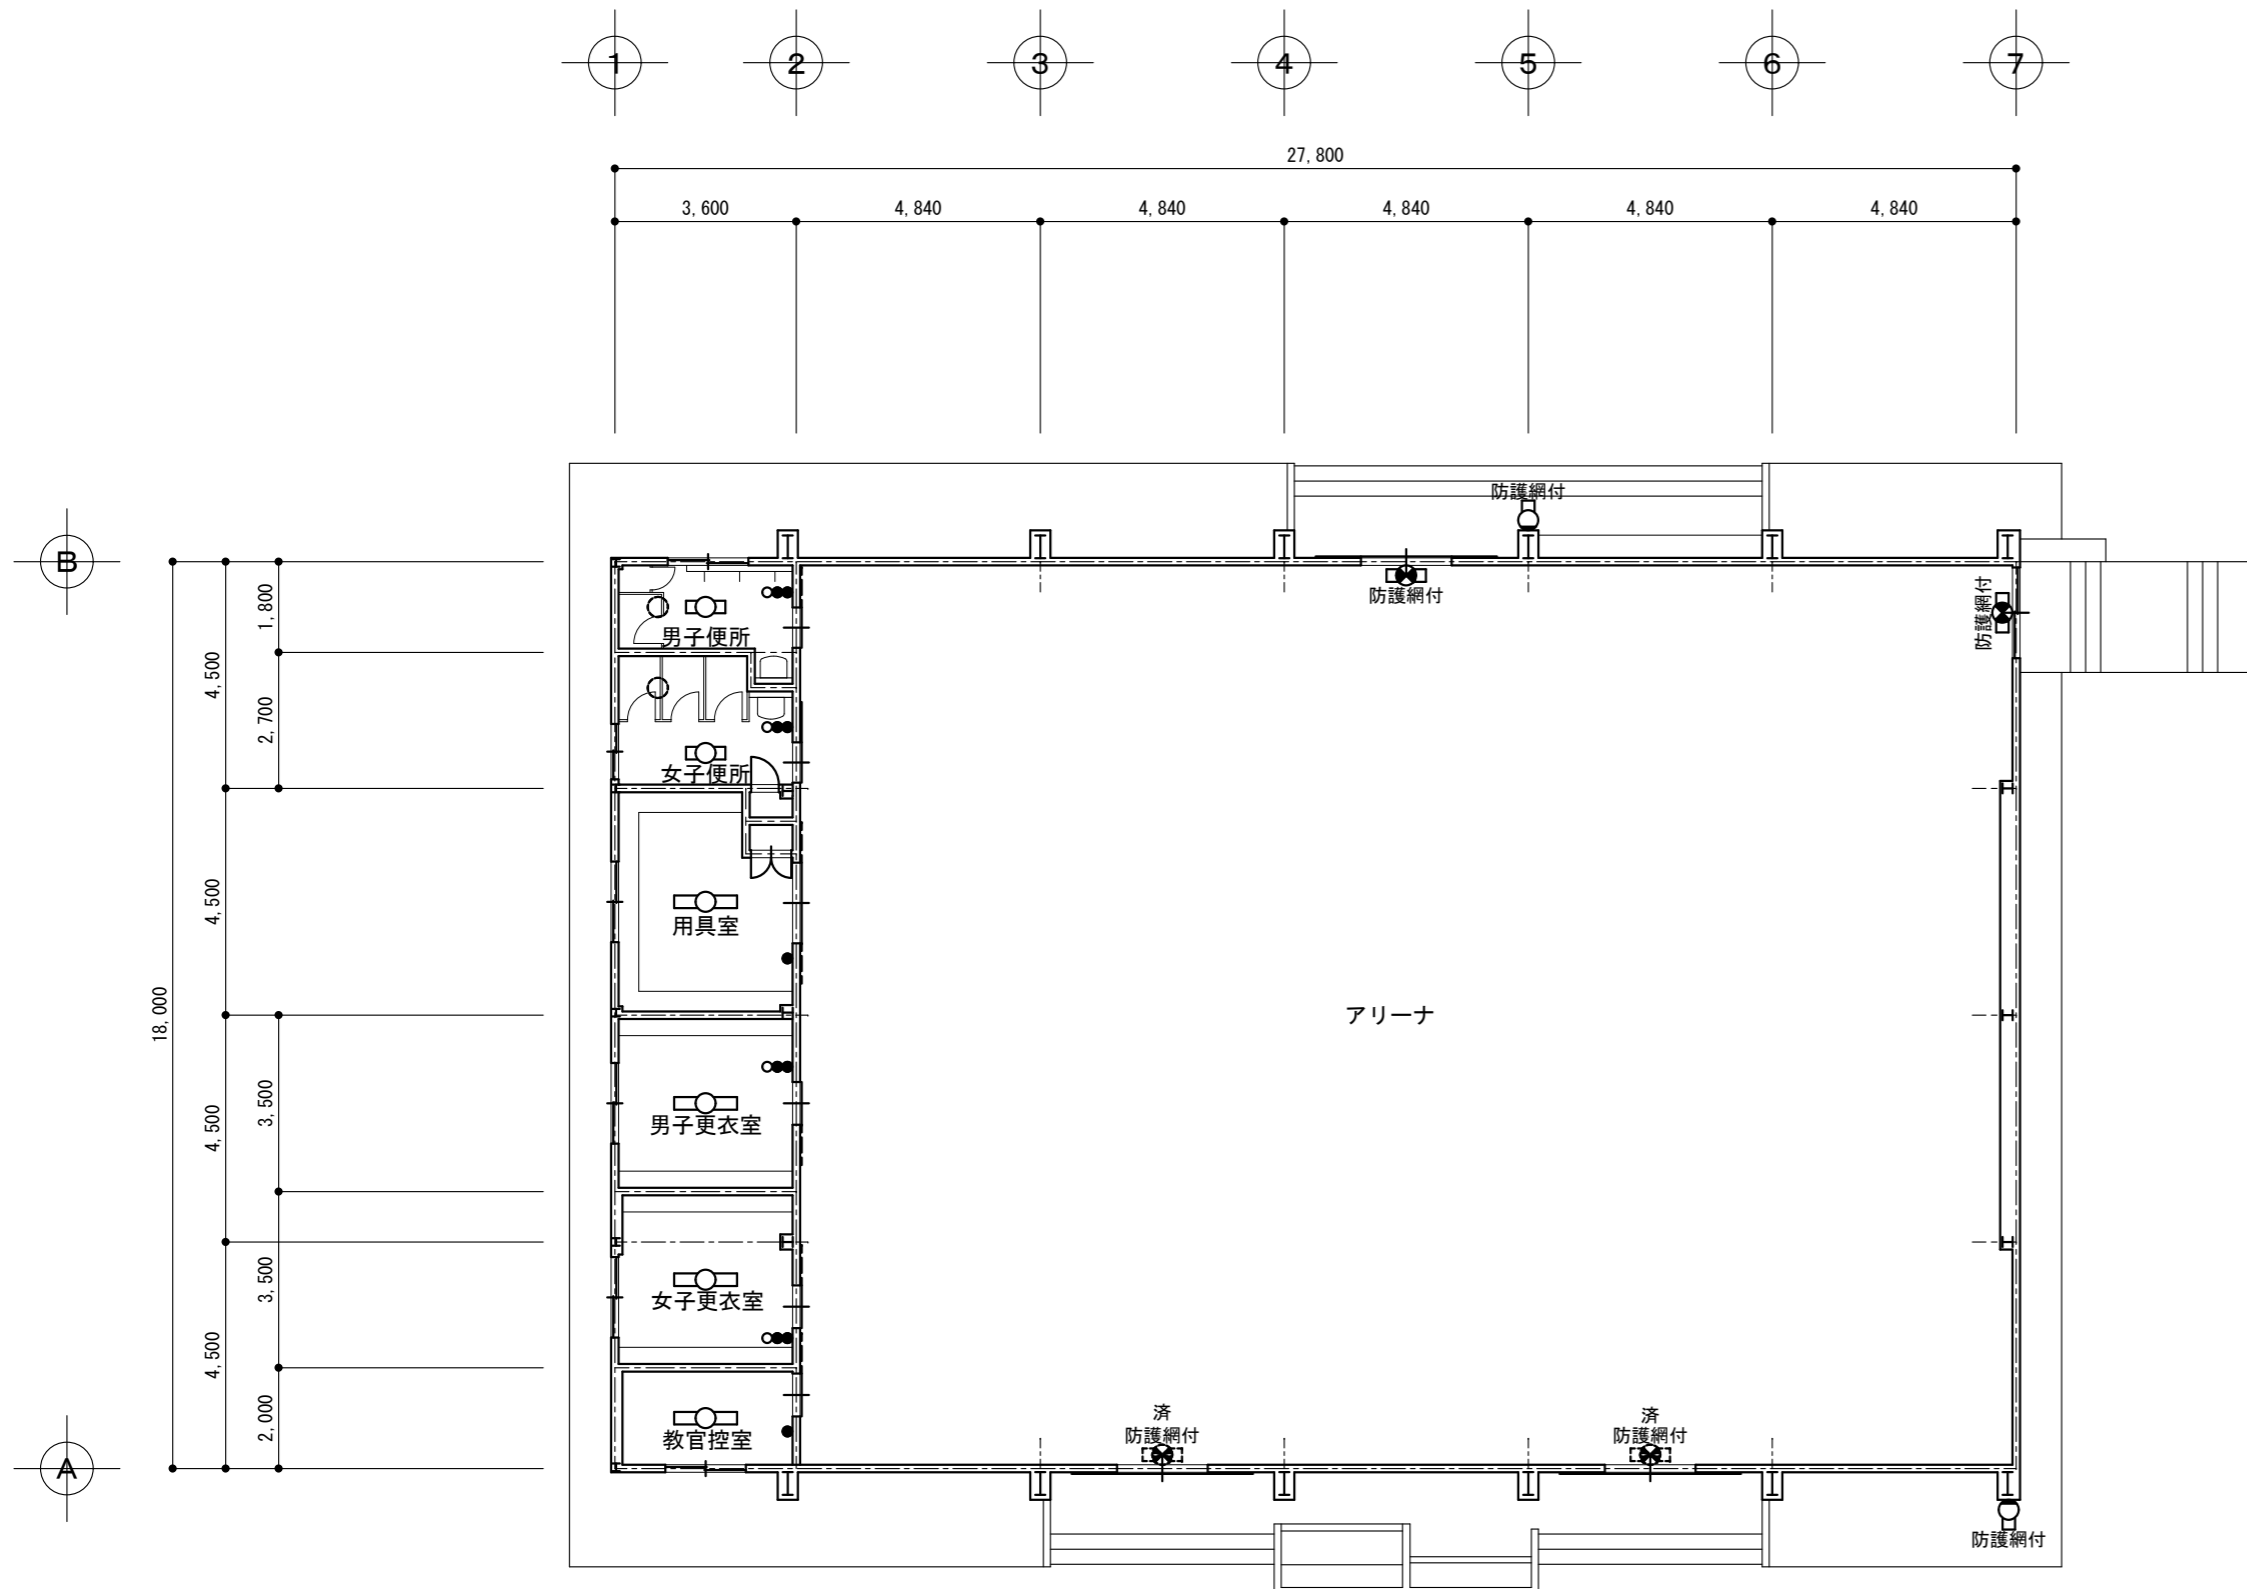 1 2 3 4 5 6 7
27,800
3,600 4,840 4,840 4,840 4,840 4,840
防護網付
B
防護網付
防護網付
1,800
男子便所
4,500
2,700
女子便所
4,500
用具室
18,000
アリーナ
3,500
4,500
男子更衣室
3,500
女子更衣室
4,500
2,000
済
防護網付
済
防護網付
教官控室
A
防護網付